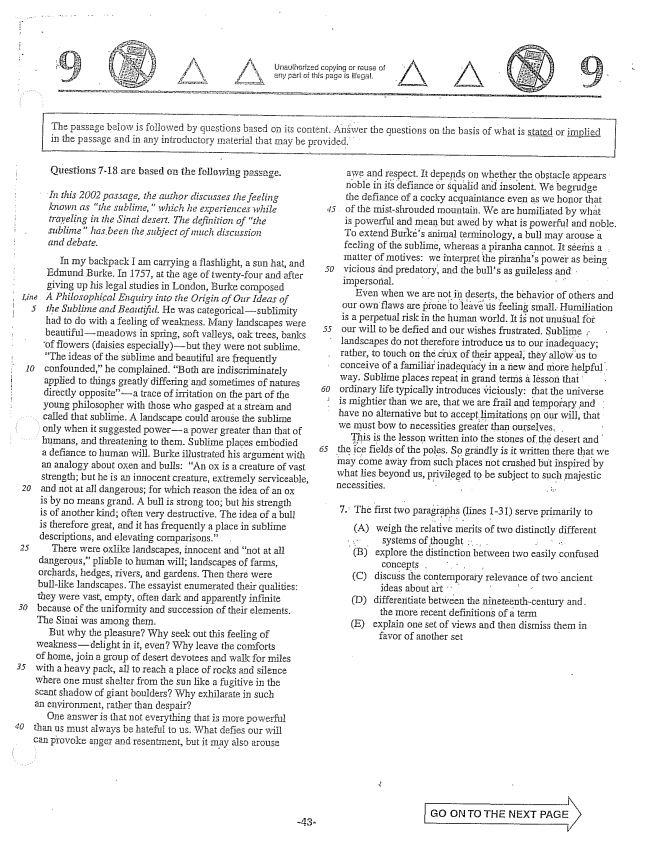 9
Unauthorized copying or reuse of
any part of this page is illegal.
9
The passage below is followed by questions based on its content. Answer the questions on the basis of what is stated or implied
in the passage and in any introductory material that may be provided.
Questions 7-18 are based on the following passage.
In this 2002 passage, the author discusses the feeling
known as "the sublime," which he experiences while
traveling in the Sinai desert. The definition of "the
sublime" has been the subject of much discussion
and debate.
In my backpack I am carrying a flashlight, a sun hat, and
Edmund Burke. In 1757, at the age of twenty-four and after
giving up his legal studies in London, Burke composed
Line A Philosophical Enquiry into the Origin of Our Ideas of
5 the Sublime and Beautiful. He was categorical—sublimity
had to do with a feeling of weakness. Many landscapes were
beautiful—meadows in spring, soft valleys, oak trees, banks
of flowers (daisies especially)—but they were not sublime.
"The ideas of the sublime and beautiful are frequently
10 confounded," he complained. "Both are indiscriminately
applied to things greatly differing and sometimes of natures
directly opposite"—a trace of irritation on the part of the
young philosopher with those who gasped at a stream and
called that sublime. A landscape could arouse the sublime
only when it suggested power—a power greater than that of
humans, and threatening to them. Sublime places embodied
a defiance to human will. Burke illustrated his argument with
an analogy about oxen and bulls: "An ox is a creature of vast
strength; but he is an innocent creature, extremely serviceable,
20 and not at all dangerous; for which reason the idea of an ox
is by no means grand. A bull is strong too; but his strength
is of another kind; often very destructive. The idea of a bull
is therefore great, and it has frequently a place in sublime
descriptions, and elevating comparisons."
25 There were oxlike landscapes, innocent and "not at all
dangerous," pliable to human will; landscapes of farms,
orchards, hedges, rivers, and gardens. Then there were
bull-like landscapes. The essayist enumerated their qualities:
they were vast, empty, often dark and apparently infinite
30 because of the uniformity and succession of their elements.
The Sinai was among them.
But why the pleasure? Why seek out this feeling of
weakness—delight in it, even? Why leave the comforts
of home, join a group of desert devotees and walk for miles
35 with a heavy pack, all to reach a place of rocks and silence
where one must shelter from the sun like a fugitive in the
scant shadow of giant boulders? Why exhilarate in such
an environment, rather than despair?
One answer is that not everything that is more powerful
40 than us must always be hateful to us. What defies our will
can provoke anger and resentment, but it may also arouse
awe and respect. It depends on whether the obstacle appears
noble in its defiance or squalid and insolent. We begrudge
the defiance of a cocky acquaintance even as we honor that
45 of the mist-shrouded mountain. We are humiliated by what
is powerful and mean but awed by what is powerful and noble.
To extend Burke's animal terminology, a bull may arouse a
feeling of the sublime, whereas a piranha cannot. It seems a
matter of motives: we interpret the piranha's power as being
50 vicious and predatory, and the bull's as guileless and
impersonal.
Even when we are not in deserts, the behavior of others and
our own flaws are prone to leave us feeling small. Humiliation
is a perpetual risk in the human world. It is not unusual for
55 our will to be defied and our wishes frustrated. Sublime
landscapes do not therefore introduce us to our inadequacy;
rather, to touch on the crux of their appeal, they allow us to
conceive of a familiar inadequacy in a new and more helpful
way. Sublime places repeat in grand terms a lesson that
60 ordinary life typically introduces viciously: that the universe
is mightier than we are, that we are frail and temporary and
have no alternative but to accept limitations on our will, that
we must bow to necessities greater than ourselves.
This is the lesson written into the stones of the desert and
65 the ice fields of the poles. So grandly is it written there that we
may come away from such places not crushed but inspired by
what lies beyond us, privileged to be subject to such majestic
necessities.
7. The first two paragraphs (lines 1-31) serve primarily to
(A) weigh the relative merits of two distinctly different
systems of thought
(B) explore the distinction between two easily confused
concepts
(C) discuss the contemporary relevance of two ancient
ideas about art
(D) differentiate between the nineteenth-century and
the more recent definitions of a term
(E) explain one set of views and then dismiss them in
favor of another set
-43-
GO ON TO THE NEXT PAGE